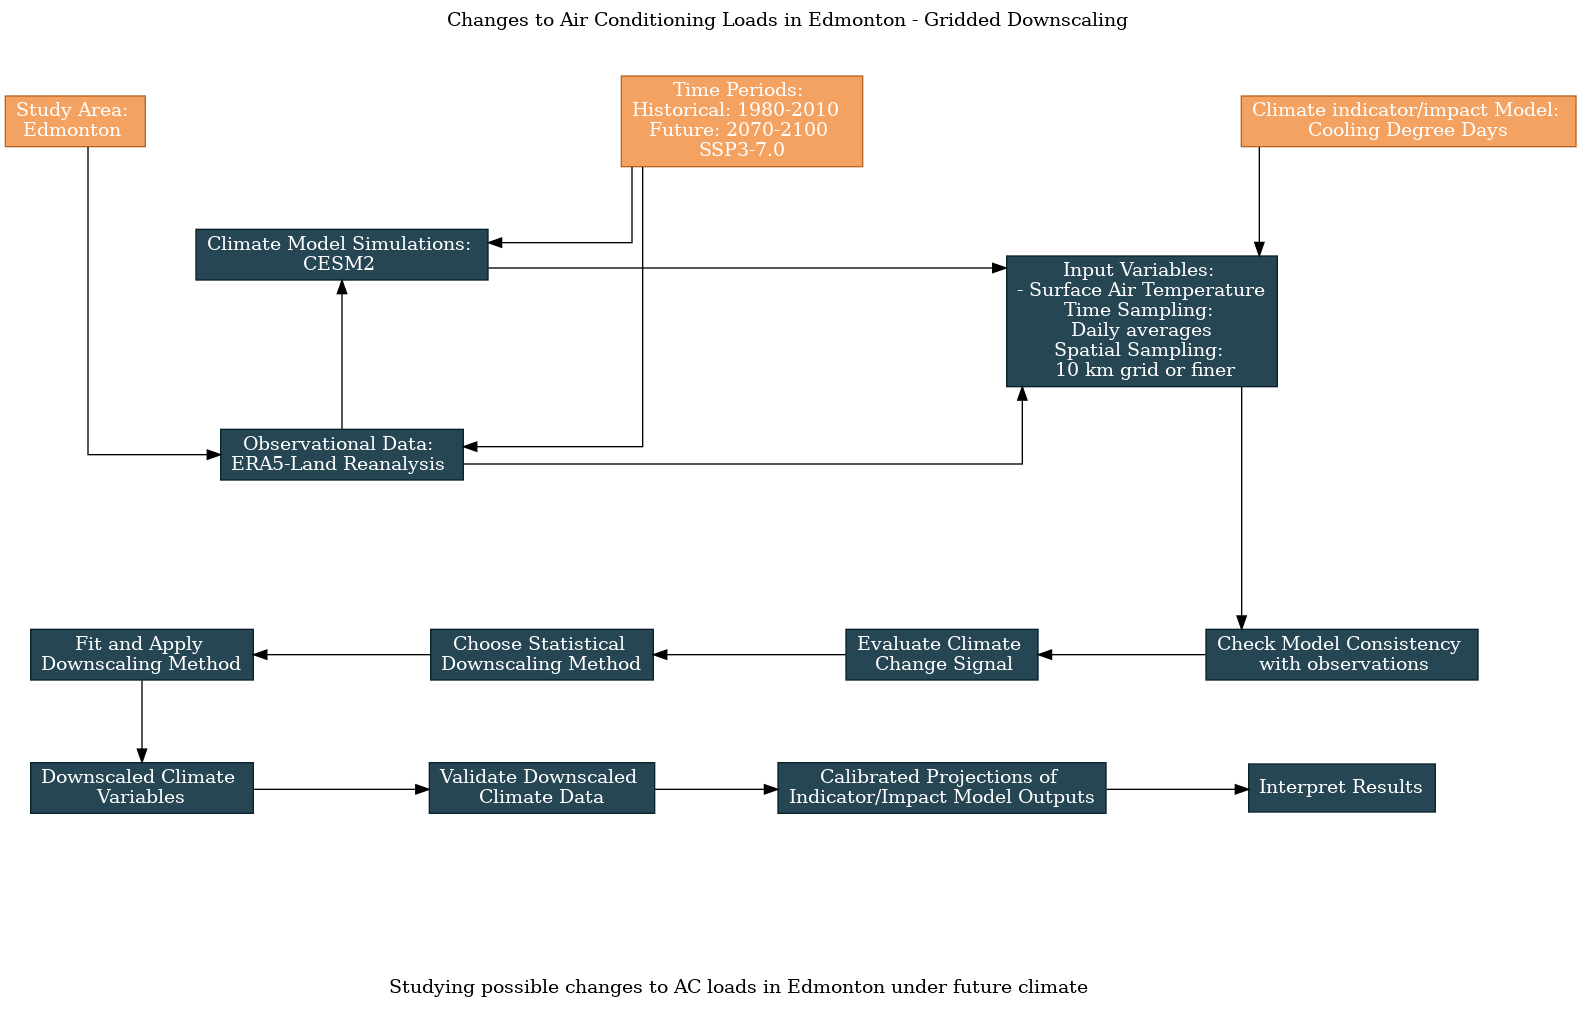 Changes to Air Conditioning Loads in Edmonton - Gridded Downscaling
Study Area:
Edmonton
Time Periods:
Historical: 1980-2010
Future: 2070-2100
SSP3-7.0
Climate indicator/impact Model:
Cooling Degree Days
Climate Model Simulations:
CESM2
Input Variables:
- Surface Air Temperature
Time Sampling:
Daily averages
Spatial Sampling:
10 km grid or finer
Observational Data:
ERA5-Land Reanalysis
Fit and Apply
Downscaling Method
Choose Statistical
Downscaling Method
Evaluate Climate
Change Signal
Check Model Consistency
with observations
Downscaled Climate
Variables
Validate Downscaled
Climate Data
Calibrated Projections of
Indicator/Impact Model Outputs
Interpret Results
Studying possible changes to AC loads in Edmonton under future climate